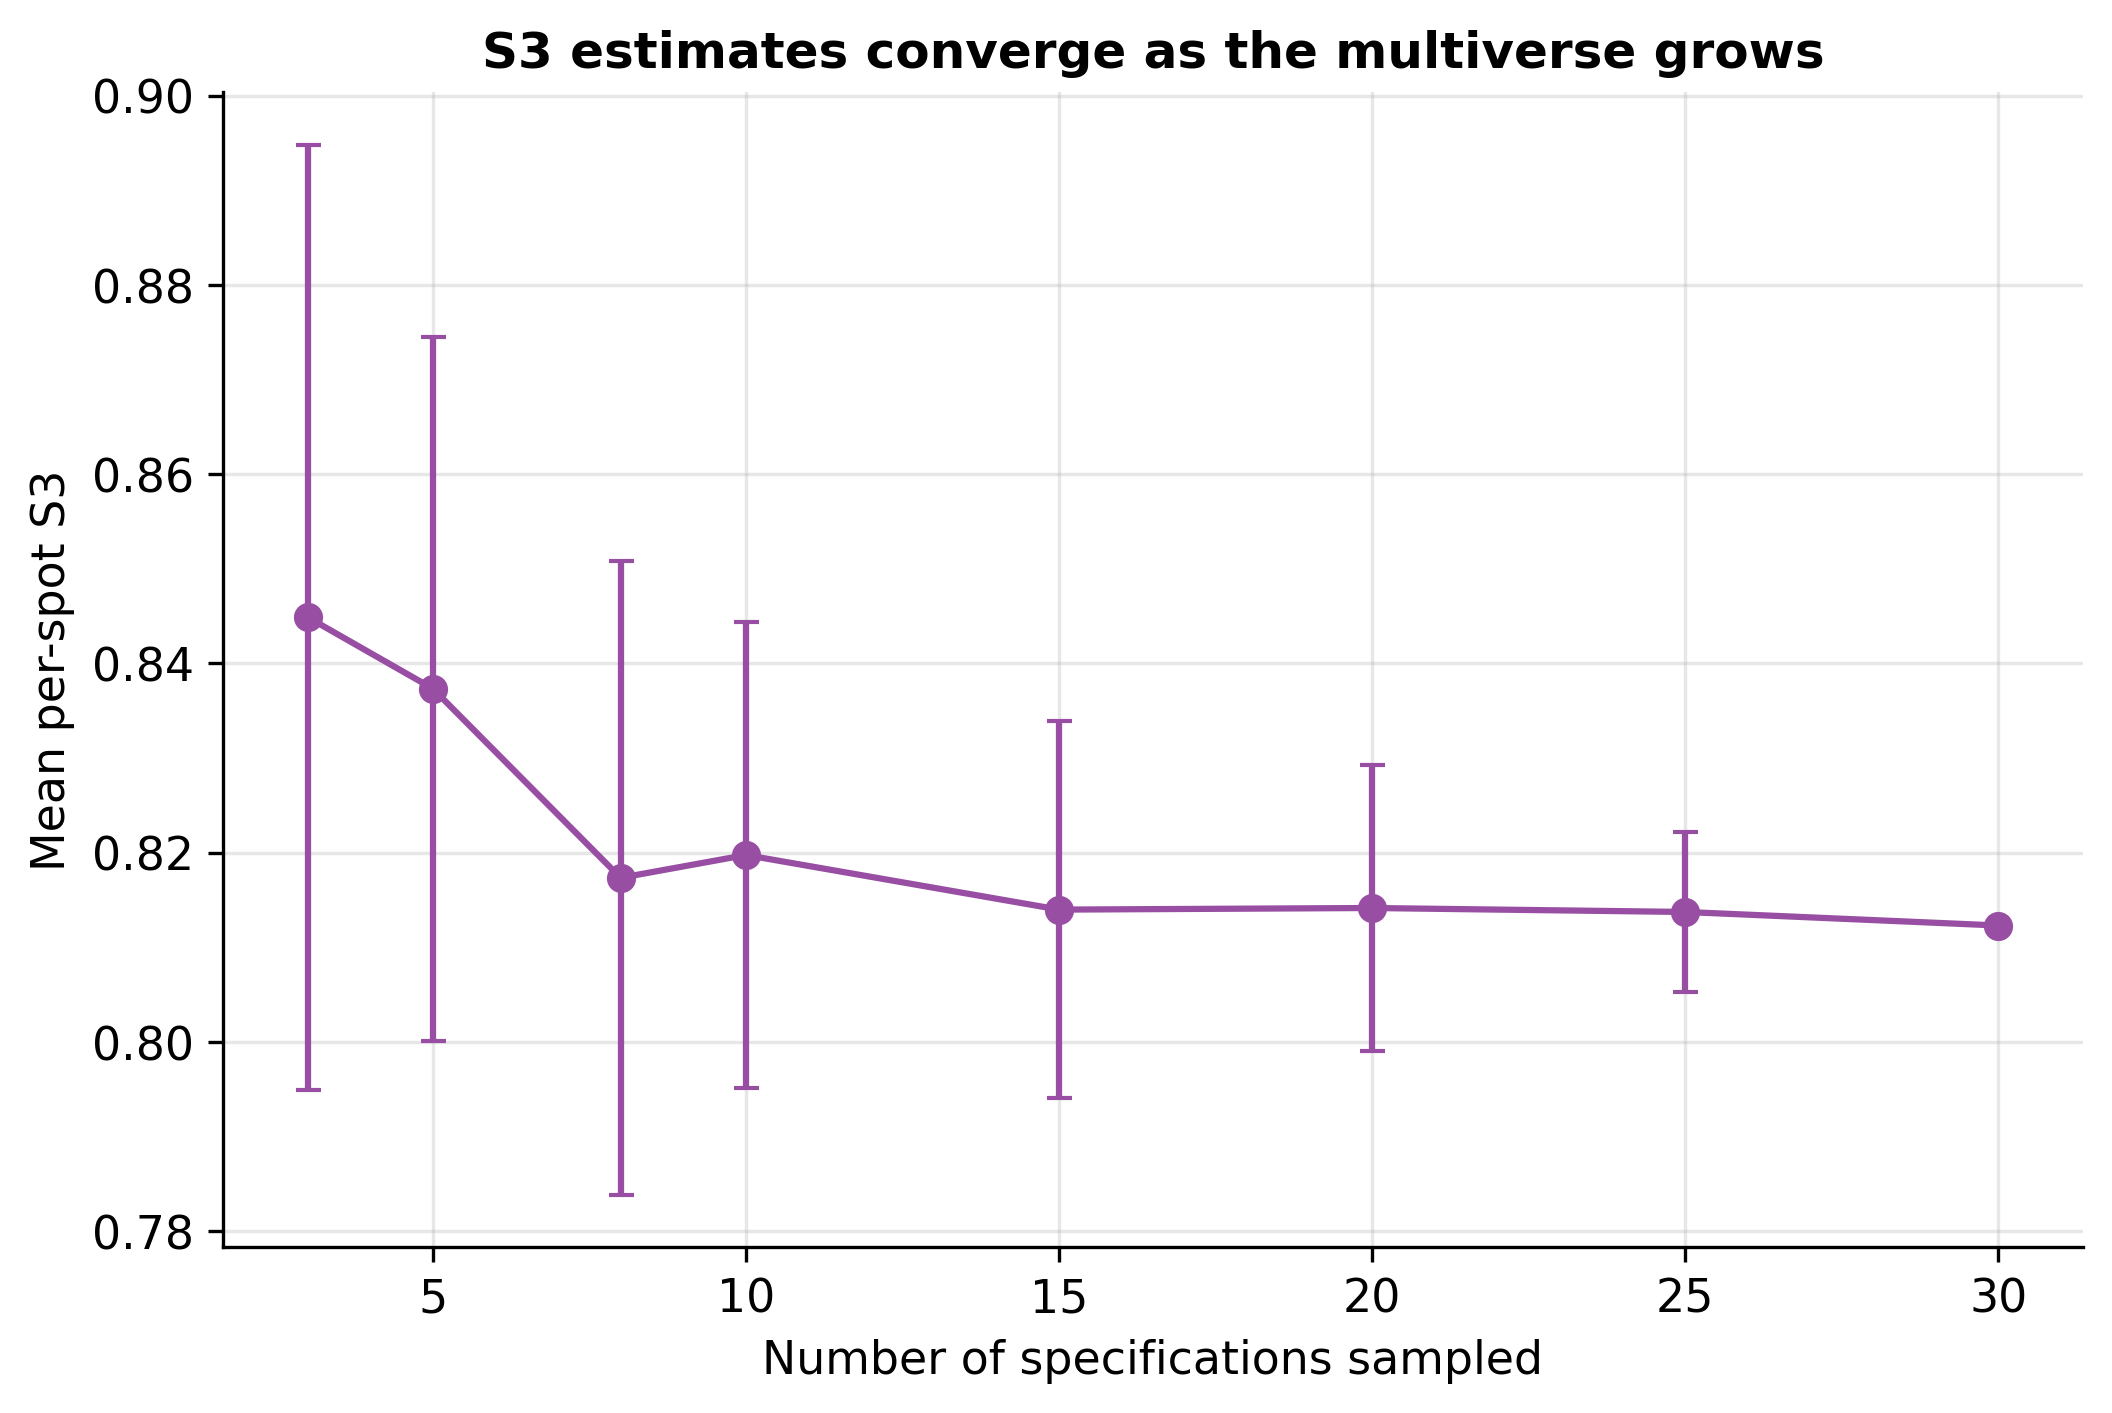 S3 estimates converge as the multiverse grows
0.90
0.88
0.86
0.84
0.82
0.80
0.78
Mean per-spot S3
5 10 15 20 25 30
Number of specifications sampled